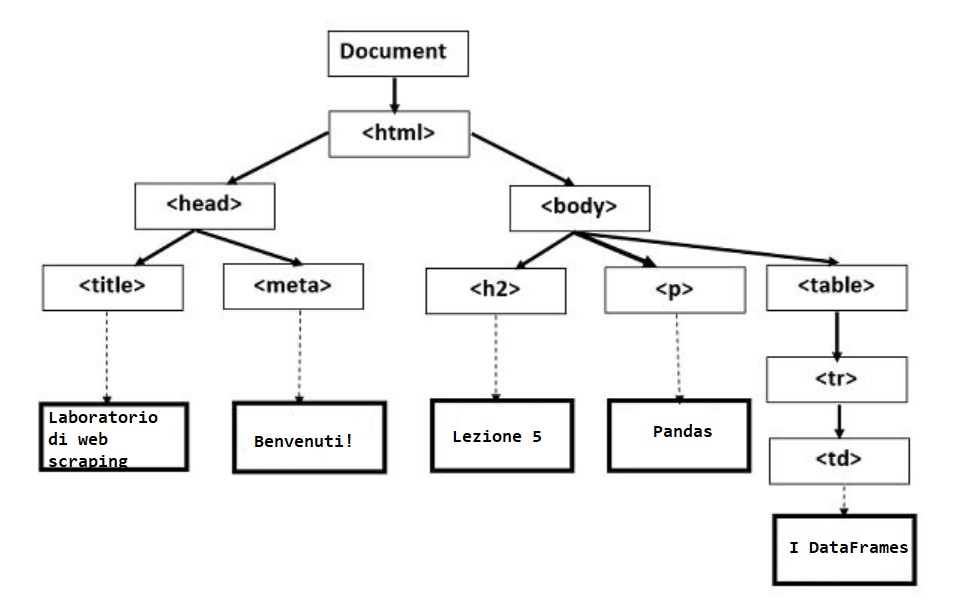 Document
<html>
<head>
<body>
<title>
<meta>
<h2>
<p>
<table>
<tr>
Laboratorio
di web
scraping
Benvenuti!
Lezione 5
Pandas
<td>
I DataFrames